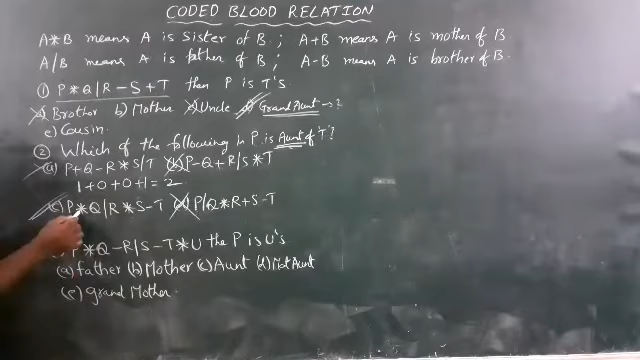 CODED BLOOD RELATION
A*B means A is sister of B ; A+B means A is mother of B
A/B means A is father of B ; A-B means A is brother of B.
① P*Q/R-S+T then P is T's
a) Brother b) Mother c) Uncle d) Grand Aunt → ?
e) Cousin.
② Which of the following in P is Aunt of 'T'?
(a) P+Q-R*S/T (b) P-Q+R/S*T
1+0+0+1=2
(c) P*Q/R*S-T (d) P/Q*R+S-T
P*Q-R/S-T*U the P is U's
(a) father (b) Mother (c) Aunt (d) Aunt
(e) grand Mother.